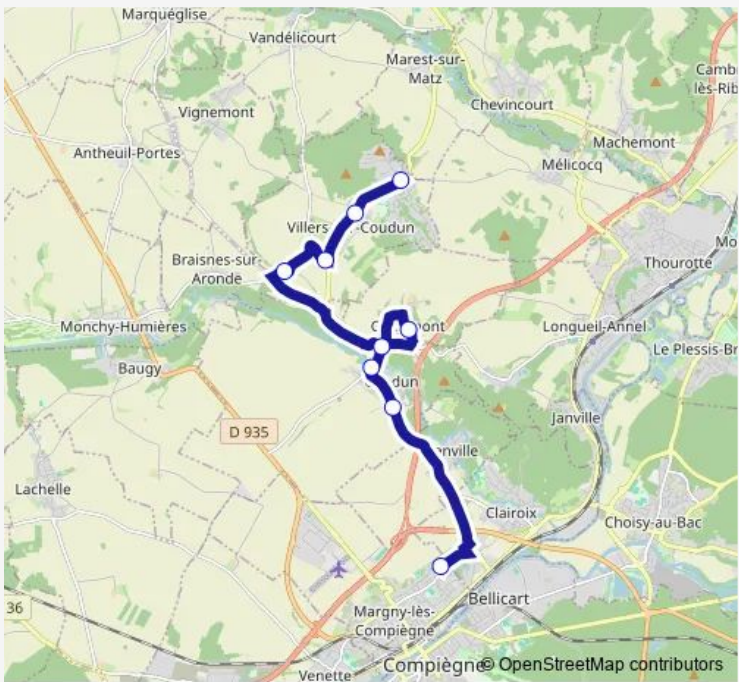 Marquéglise
Vandélicourt
Marest-sur-
Matz
Camb
lès-Rib
Chevincourt
Vignemont
Machemont
Antheuil-Portes
Mélicocq
Villers
Coudun
Braisnes-sur-
Aronde
Thourotte
Mo
Monchy-Humières
Longueil-Annel
Baugy
Le Plessis-Br
D 935
Janville
Lachelle
Clairoix
Choisy-au-Bac
36
Bellicart
Margny-lès-
Compiègne
Venette
Compiègne
© OpenStreetMap contributors